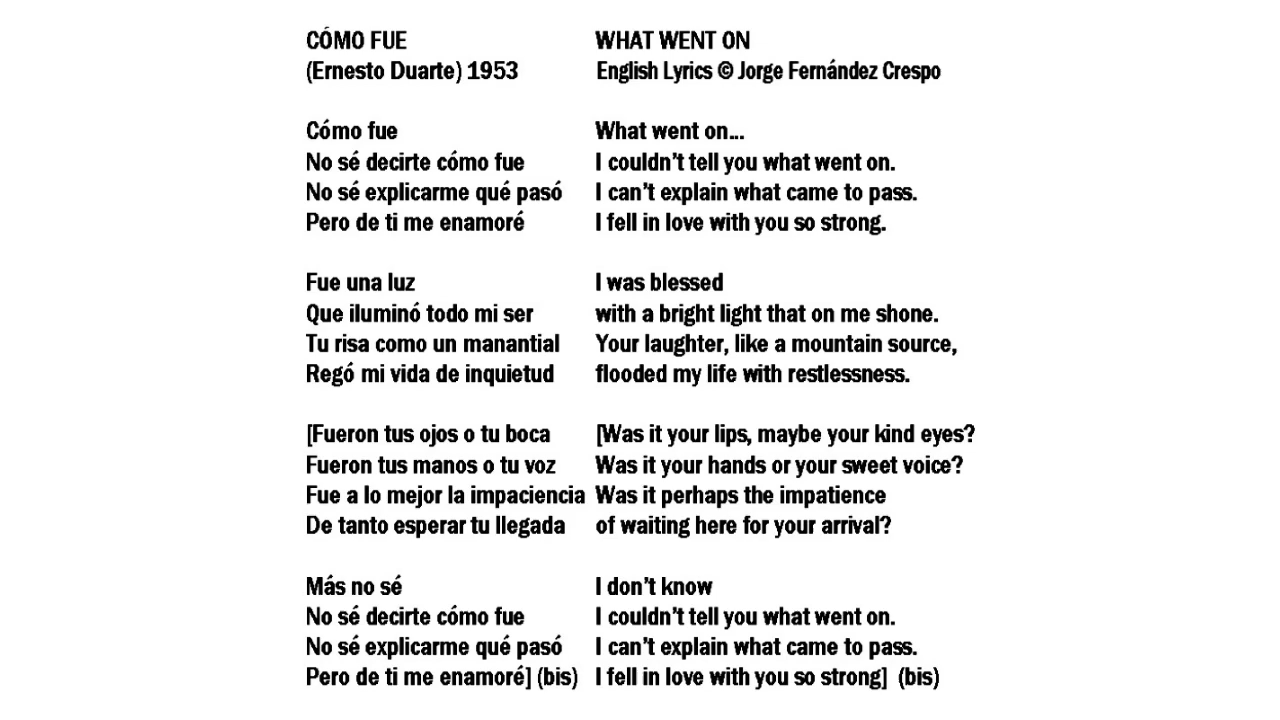 CÓMO FUE
(Ernesto Duarte) 1953
Cómo fue
No sé decirte cómo fue
No sé explicarme qué pasó
Pero de ti me enamoré
Fue una luz
Que iluminó todo mi ser
Tu risa como un manantial
Regó mi vida de inquietud
[Fueron tus ojos o tu boca
Fueron tus manos o tu voz
Fue a lo mejor la impaciencia
De tanto esperar tu llegada
Más no sé
No sé decirte cómo fue
No sé explicarme qué pasó
Pero de ti me enamoré] (bis)
WHAT WENT ON
English Lyrics © Jorge Fernández Crespo
What went on...
I couldn't tell you what went on.
I can't explain what came to pass.
I fell in love with you so strong.
I was blessed
with a bright light that on me shone.
Your laughter, like a mountain source,
flooded my life with restlessness.
[Was it your lips, maybe your kind eyes?
Was it your hands or your sweet voice?
Was it perhaps the impatience
of waiting here for your arrival?
I don't know
I couldn't tell you what went on.
I can't explain what came to pass.
I fell in love with you so strong] (bis)